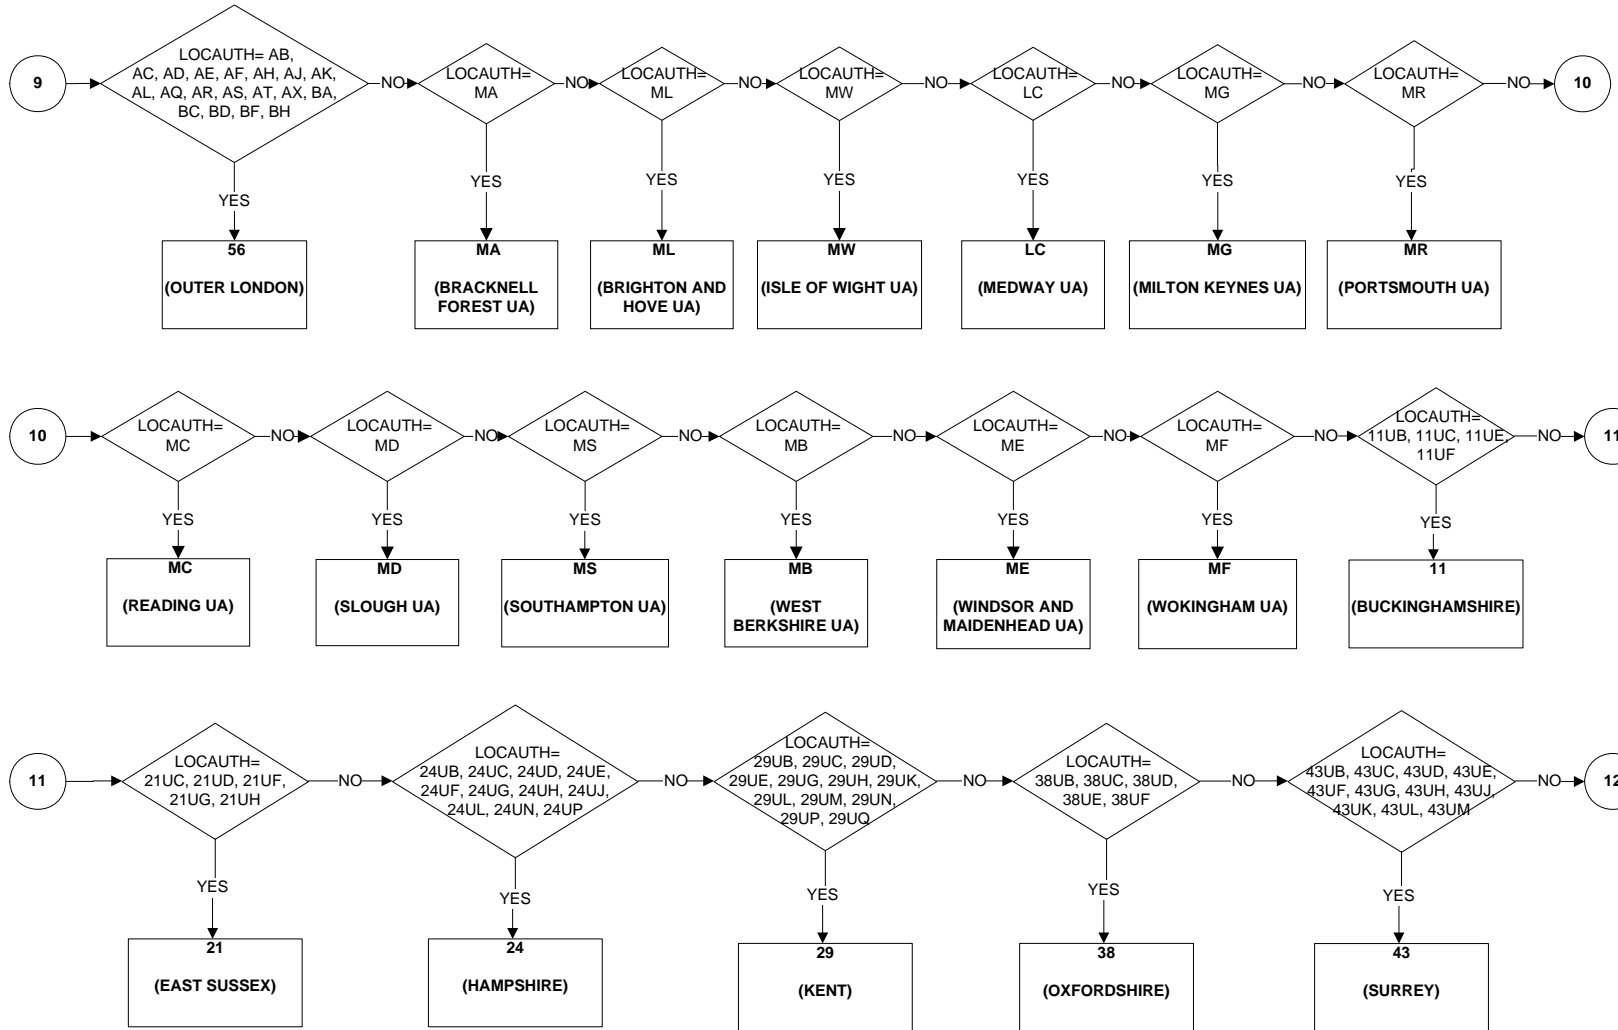 9
LOCAUTH= AB,
AC, AD, AE, AF, AH, AJ, AK,
AL, AQ, AR, AS, AT, AX, BA,
BC, BD, BF, BH
NO
LOCAUTH=
MA
NO
LOCAUTH=
ML
NO
LOCAUTH=
MW
NO
LOCAUTH=
LC
NO
LOCAUTH=
MG
NO
LOCAUTH=
MR
NO
10
YES
YES
YES
YES
YES
YES
YES
56
(OUTER LONDON)
MA
(BRACKNELL
FOREST UA)
ML
(BRIGHTON AND
HOVE UA)
MW
(ISLE OF WIGHT UA)
LC
(MEDWAY UA)
MG
(MILTON KEYNES UA)
MR
(PORTSMOUTH UA)
10
LOCAUTH=
MC
NO
LOCAUTH=
MD
NO
LOCAUTH=
MS
NO
LOCAUTH=
MB
NO
LOCAUTH=
ME
NO
LOCAUTH=
MF
NO
LOCAUTH=
11UB, 11UC, 11UE,
11UF
NO
11
YES
YES
YES
YES
YES
YES
YES
MC
(READING UA)
MD
(SLOUGH UA)
MS
(SOUTHAMPTON UA)
MB
(WEST
BERKSHIRE UA)
ME
(WINDSOR AND
MAIDENHEAD UA)
MF
(WOKINGHAM UA)
11
(BUCKINGHAMSHIRE)
11
LOCAUTH=
21UC, 21UD, 21UF,
21UG, 21UH
NO
LOCAUTH=
24UB, 24UC, 24UD, 24UE,
24UF, 24UG, 24UH, 24UJ,
24UL, 24UN, 24UP
NO
LOCAUTH=
29UB, 29UC, 29UD,
29UE, 29UG, 29UH, 29UK,
29UL, 29UM, 29UN,
29UP, 29UQ
NO
LOCAUTH=
38UB, 38UC, 38UD,
38UE, 38UF
NO
LOCAUTH=
43UB, 43UC, 43UD, 43UE,
43UF, 43UG, 43UH, 43UJ,
43UK, 43UL, 43UM
NO
12
YES
YES
YES
YES
YES
21
(EAST SUSSEX)
24
(HAMPSHIRE)
29
(KENT)
38
(OXFORDSHIRE)
43
(SURREY)